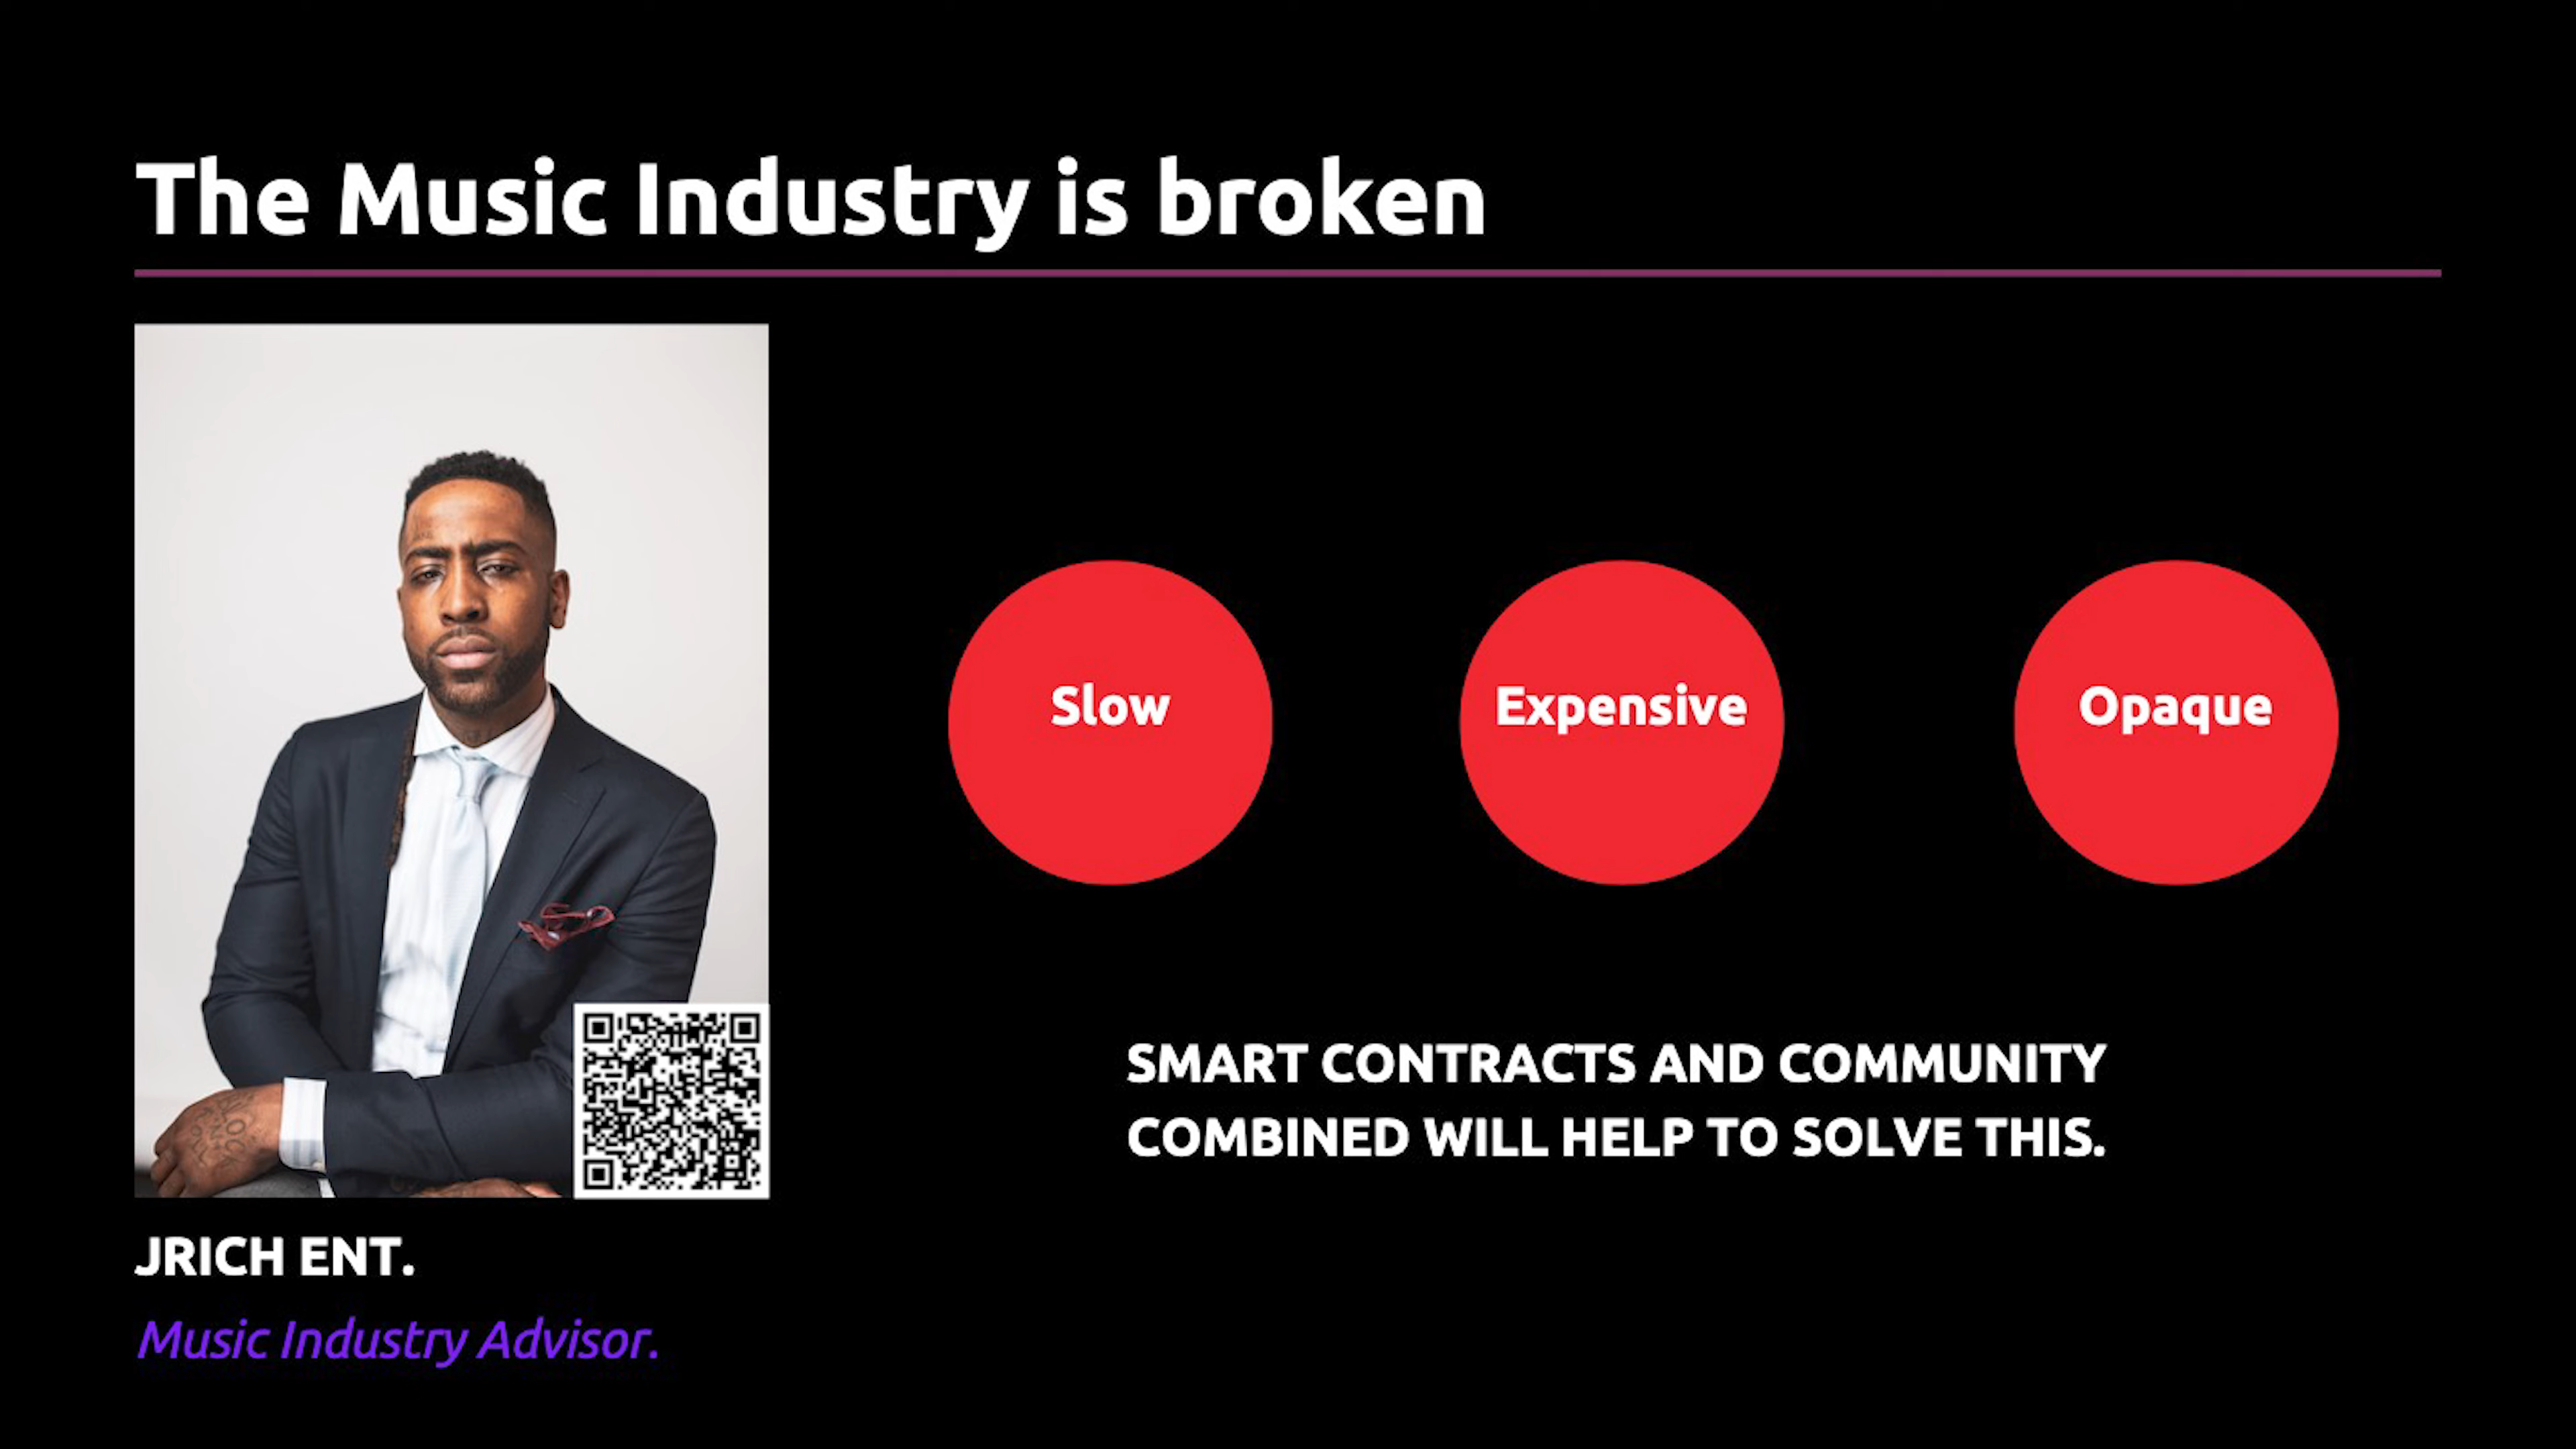 The Music Industry is broken
Slow
Expensive
Opaque
SMART CONTRACTS AND COMMUNITY
COMBINED WILL HELP TO SOLVE THIS.
JRICH ENT.
Music Industry Advisor.